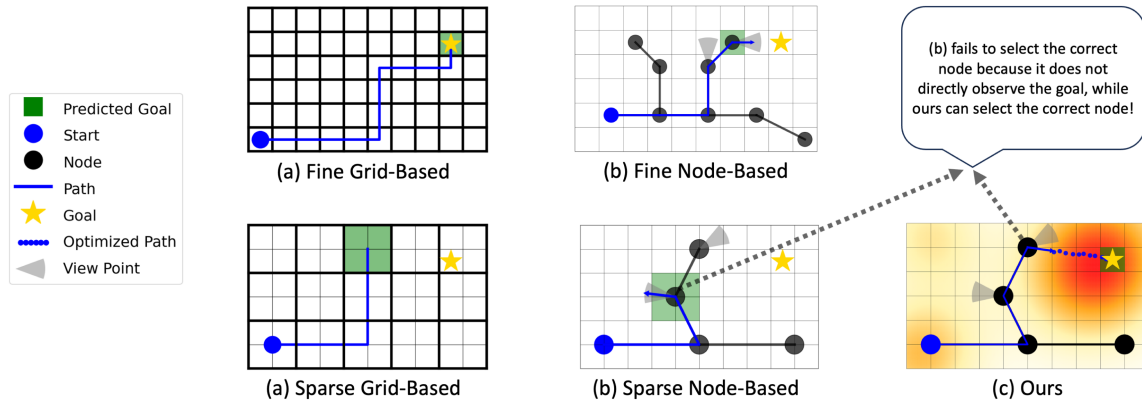 Predicted Goal
Start
Node
Path
Goal
Optimized Path
View Point
(a) Fine Grid-Based
(b) Fine Node-Based
(b) fails to select the correct
node because it does not
directly observe the goal, while
ours can select the correct node!
(a) Sparse Grid-Based
(b) Sparse Node-Based
(c) Ours